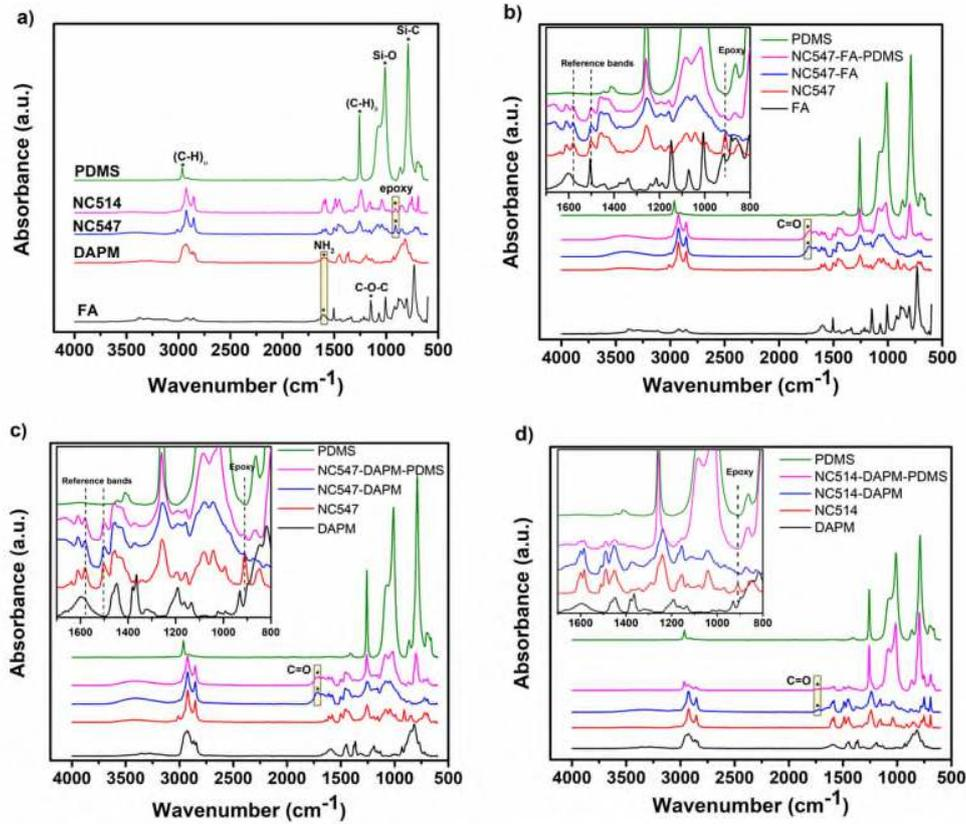 a)
Si-C
Si-O
(C-H)
(C-H)
PDMS
NC514
epoxy
NC547
NH2
DAPM
C-O-C
FA
4000 3500 3000 2500 2000 1500 1000 500
Wavenumber (cm-1)
Absorbance (a.u.)
b)
PDMS
NC547-FA-PDMS
NC547-FA
NC547
FA
Epoxy
Reference bands
1600 1400 1200 1000 800
C=O
4000 3500 3000 2500 2000 1500 1000 500
Wavenumber (cm-1)
Absorbance (a.u.)
c)
PDMS
NC547-DAPM-PDMS
NC547-DAPM
NC547
DAPM
Epoxy
Reference bands
1600 1400 1200 1000 800
C=O
4000 3500 3000 2500 2000 1500 1000 500
Wavenumber (cm-1)
Absorbance (a.u.)
d)
PDMS
NC514-DAPM-PDMS
NC514-DAPM
NC514
DAPM
Epoxy
1600 1400 1200 1000 800
C=O
4000 3500 3000 2500 2000 1500 1000 500
Wavenumber (cm-1)
Absorbance (a.u.)